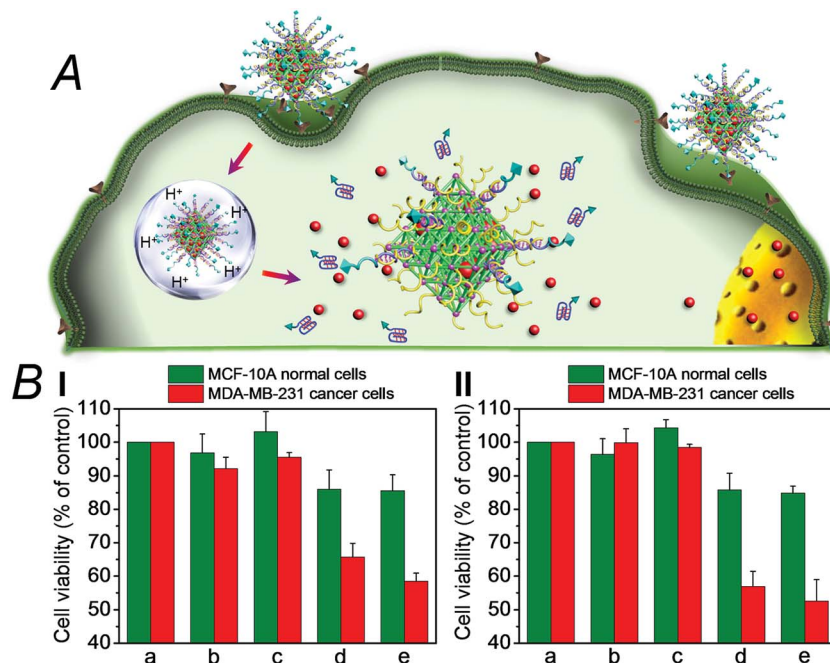 A
H+
H+
H+
H+
H+
B I
MCF-10A normal cells
MDA-MB-231 cancer cells
Cell viability (% of control)
110
100
90
80
70
60
50
40
a b c d e
II
MCF-10A normal cells
MDA-MB-231 cancer cells
Cell viability (% of control)
110
100
90
80
70
60
50
40
a b c d e